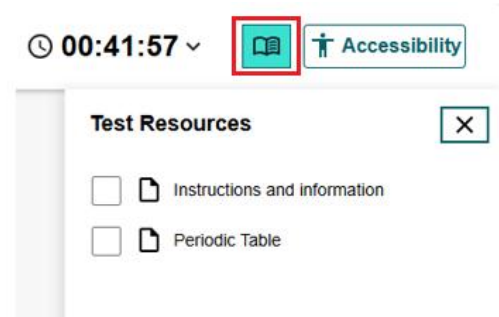 00:41:57 Accessibility
Test Resources
Instructions and information
Periodic Table